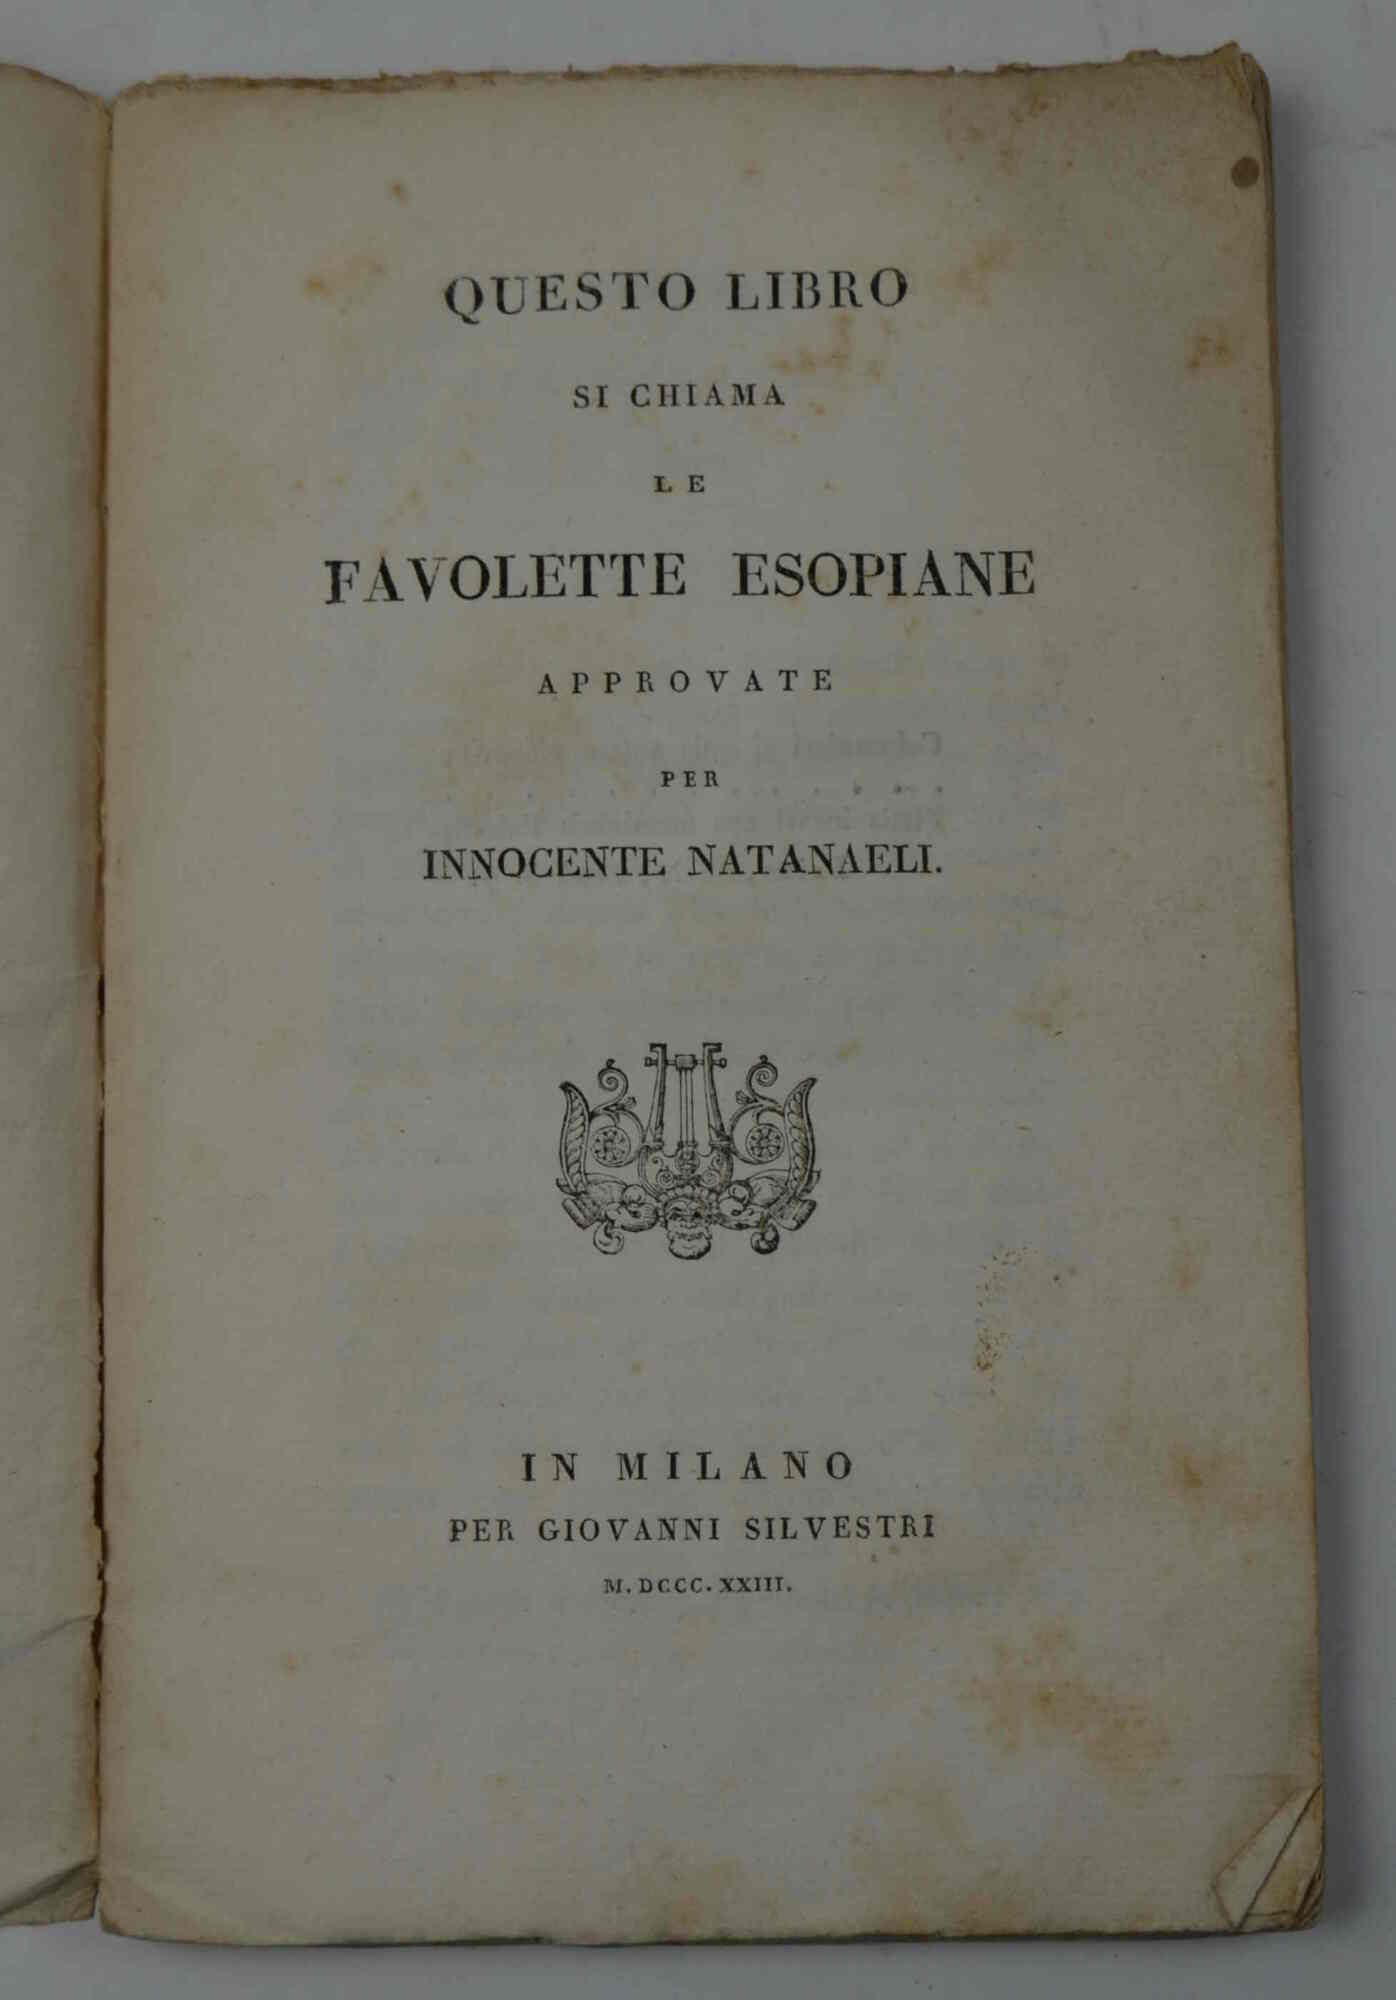 QUESTO LIBRO
SI CHIAMA
LE
FAVOLETTE ESOPIANE
APPROVATE
PER
INNOCENTE NATANAELI.
IN MILANO
PER GIOVANNI SILVESTRI
M. DCCC. XXIII.